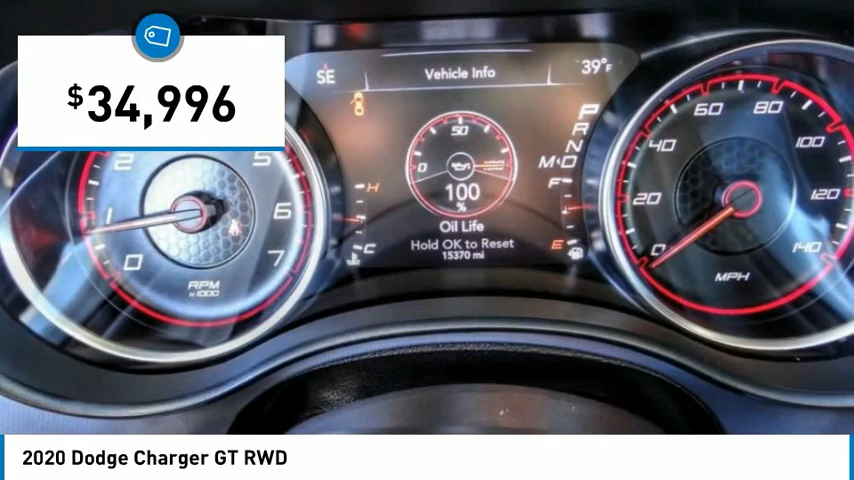 $34,996
SE Vehicle Info 39°F
0 50 100 % Oil Life
Hold OK to Reset
15370 mi
P
R
N
M D
H
C
F
E
0 1 2 5 6 7
RPM
x1000
0 20 40 60 80 100 120 140
MPH
2020 Dodge Charger GT RWD